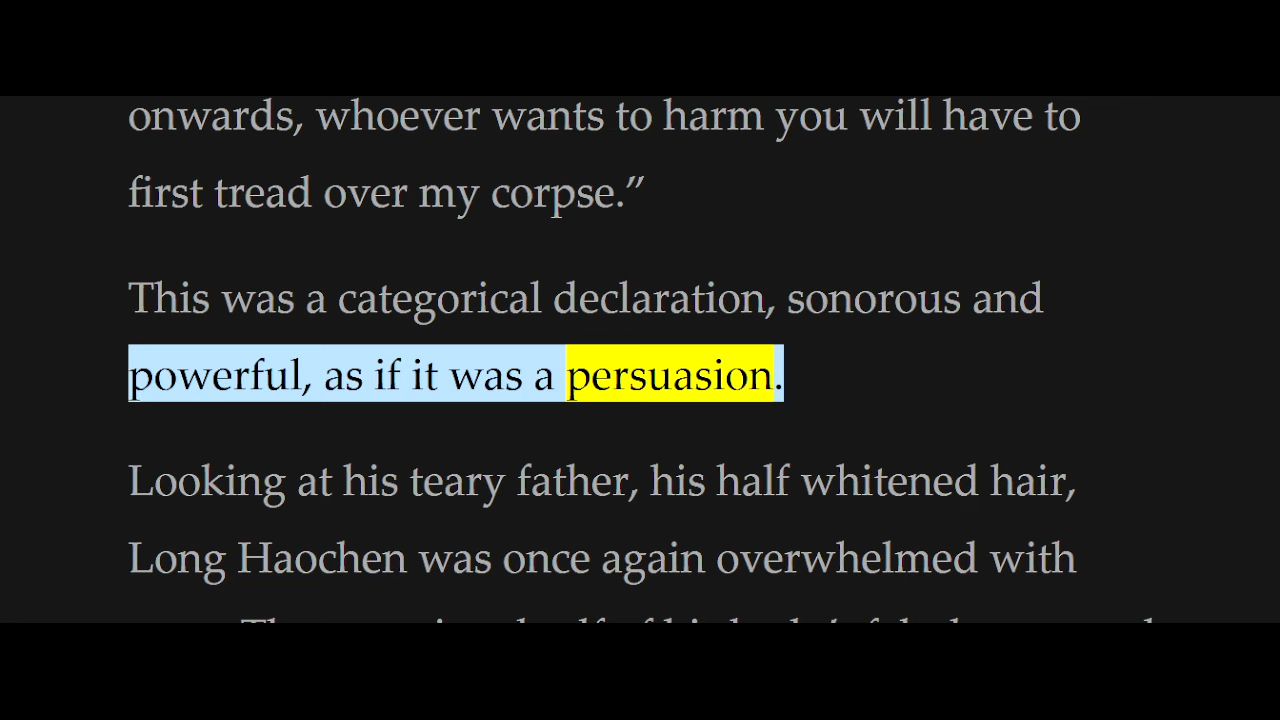 onwards, whoever wants to harm you will have to
first tread over my corpse.”
This was a categorical declaration, sonorous and
powerful, as if it was a persuasion.
Looking at his teary father, his half whitened hair,
Long Haochen was once again overwhelmed with